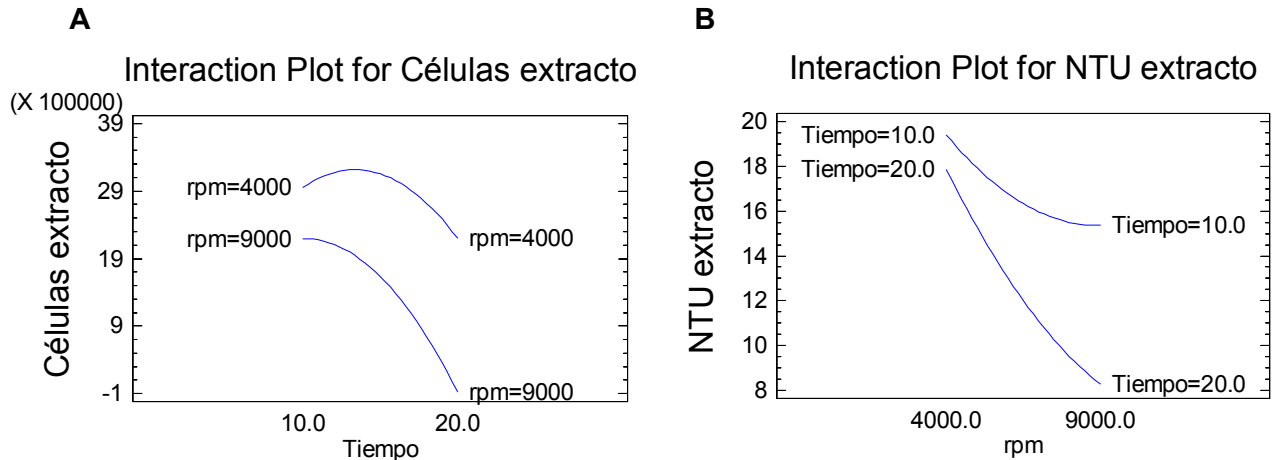 A
Interaction Plot for Células extracto
(X 100000)
39
29
19
9
-1
Células extracto
rpm=4000
rpm=9000
rpm=4000
rpm=9000
10.0 20.0
Tiempo
B
Interaction Plot for NTU extracto
20
18
16
14
12
10
8
NTU extracto
Tiempo=10.0
Tiempo=20.0
Tiempo=10.0
Tiempo=20.0
4000.0 9000.0
rpm